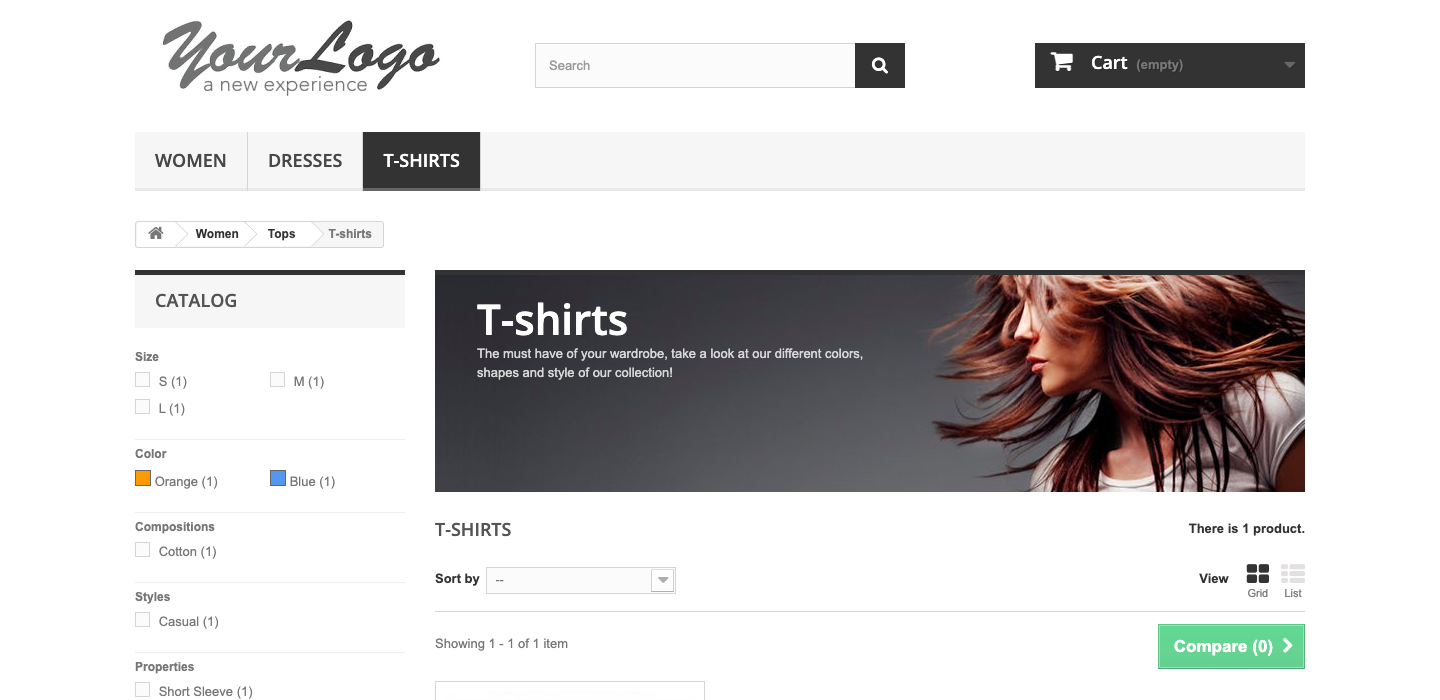 YourLogo
a new experience
Search
Cart (empty)
WOMEN DRESSES T-SHIRTS
Women Tops T-shirts
CATALOG
Size
S (1) M (1)
L (1)
Color
Orange (1) Blue (1)
Compositions
Cotton (1)
Styles
Casual (1)
Properties
Short Sleeve (1)
T-shirts
The must have of your wardrobe, take a look at our different colors,
shapes and style of our collection!
T-SHIRTS There is 1 product.
Sort by -- View Grid List
Showing 1 - 1 of 1 item Compare (0)